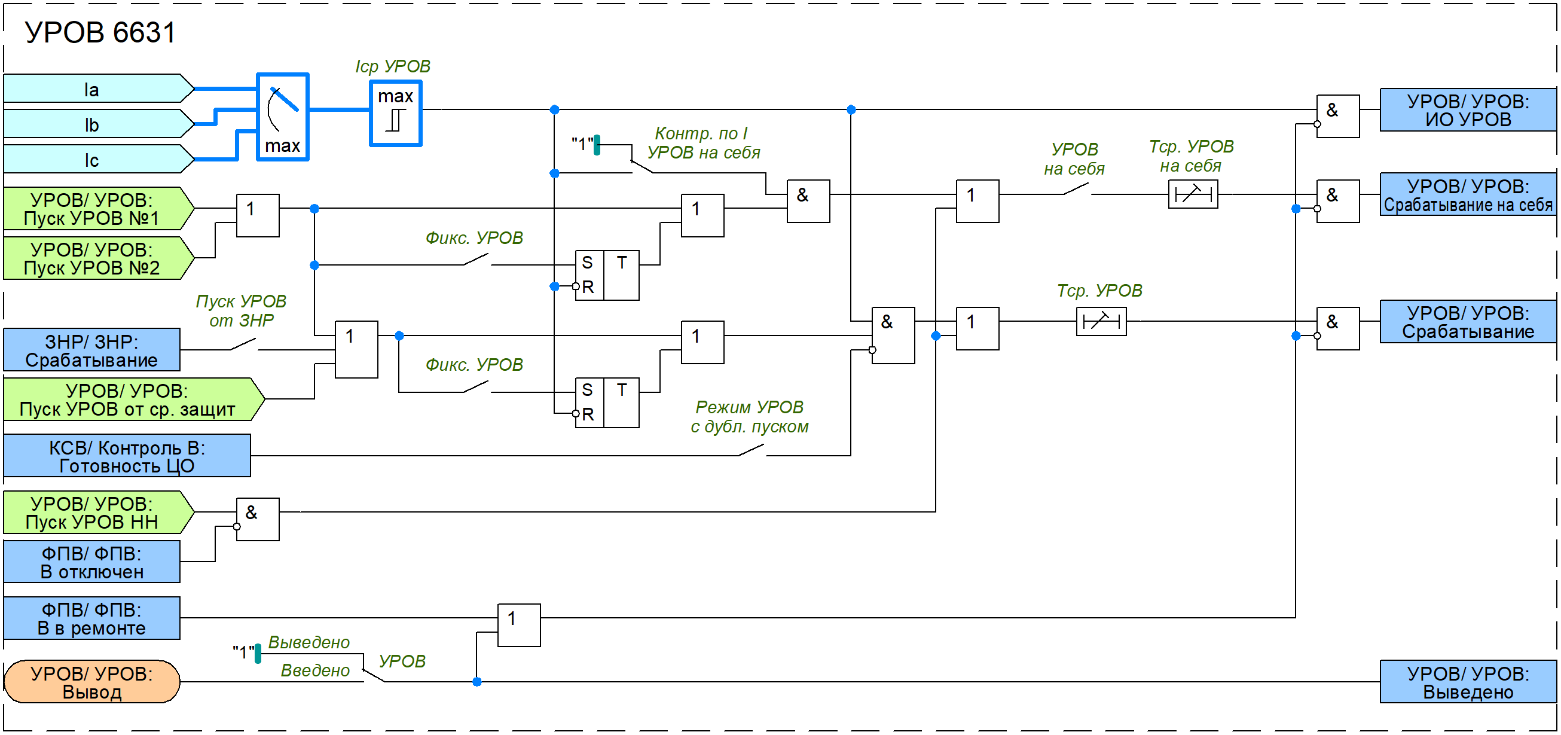 УРОВ 6631
Ia
Ib
Ic
max
Iср УРОВ
max
"1"
Контр. по I
УРОВ на себя
УРОВ/ УРОВ:
Пуск УРОВ №1
УРОВ/ УРОВ:
Пуск УРОВ №2
1
Фикс. УРОВ
S
T
R
1
&
1
УРОВ
на себя
Тср. УРОВ
на себя
&
УРОВ/ УРОВ:
ИО УРОВ
&
УРОВ/ УРОВ:
Срабатывание на себя
Пуск УРОВ
от ЗНР
ЗНР/ ЗНР:
Срабатывание
УРОВ/ УРОВ:
Пуск УРОВ от ср. защит
1
Фикс. УРОВ
S
T
R
1
&
1
Тср. УРОВ
&
УРОВ/ УРОВ:
Срабатывание
КСВ/ Контроль В:
Готовность ЦО
Режим УРОВ
с дубл. пуском
УРОВ/ УРОВ:
Пуск УРОВ НН
&
ФПВ/ ФПВ:
В отключен
ФПВ/ ФПВ:
В в ремонте
1
УРОВ/ УРОВ:
Вывод
"1"
Выведено
Введено
УРОВ
УРОВ/ УРОВ:
Выведено